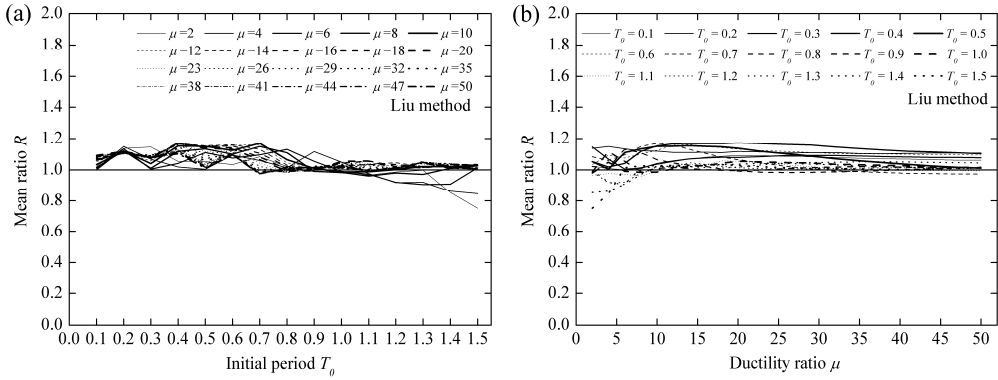 (a)
2.0
1.8
1.6
1.4
1.2
1.0
0.8
0.6
0.4
0.2
0.0
Mean ratio R
μ=2 μ=4 μ=6 μ=8 μ=10
μ−12 μ−14 μ−16 μ−18 μ−20
μ=23 μ=26 μ=29 μ=32 μ=35
μ=38 μ=41 μ=44 μ=47 μ=50
Liu method
0.0 0.1 0.2 0.3 0.4 0.5 0.6 0.7 0.8 0.9 1.0 1.1 1.2 1.3 1.4 1.5
Initial period T0
(b)
2.0
1.8
1.6
1.4
1.2
1.0
0.8
0.6
0.4
0.2
0.0
Mean ratio R
T0 = 0.1 T0 = 0.2 T0 = 0.3 T0 = 0.4 T0 = 0.5
T0 = 0.6 T0 = 0.7 T0 = 0.8 T0 = 0.9 T0 = 1.0
T0 = 1.1 T0 = 1.2 T0 = 1.3 T0 = 1.4 T0 = 1.5
Liu method
0 5 10 15 20 25 30 35 40 45 50
Ductility ratio μ